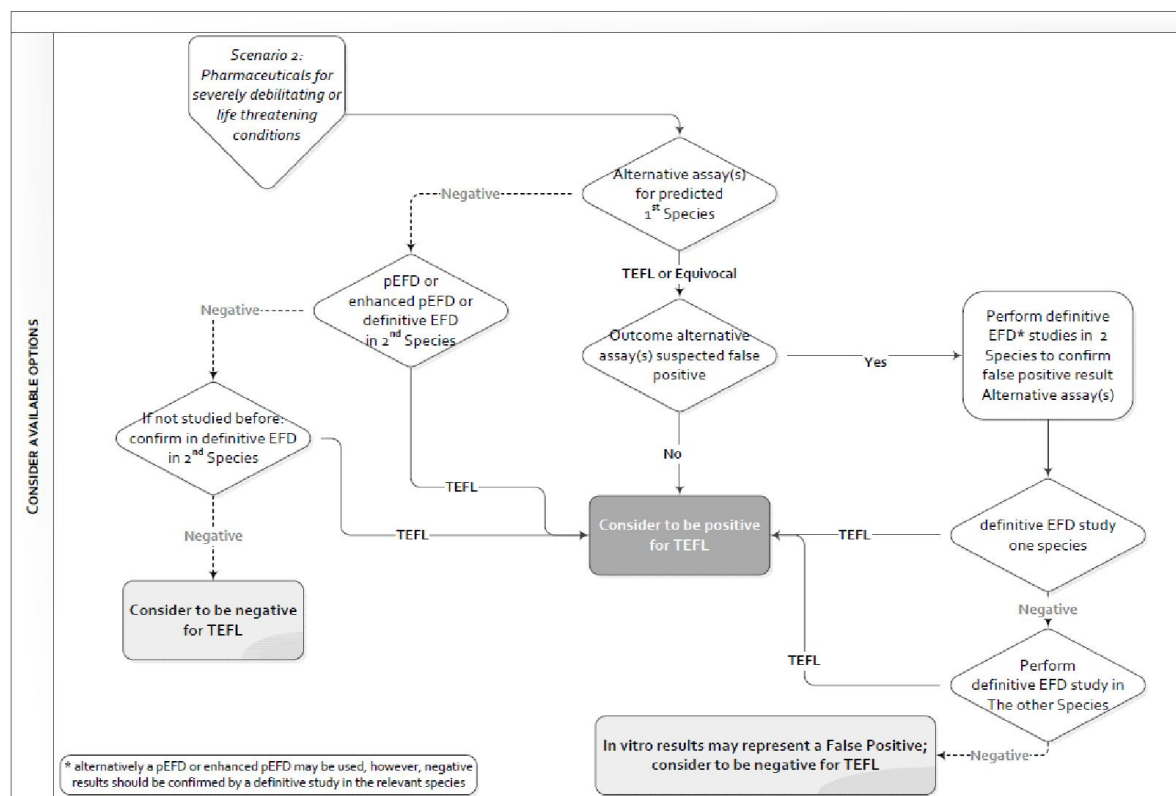 Scenario 2:
Pharmaceuticals for
severely debilitating or
life threatening
conditions
Alternative assay(s)
for predicted
1st Species
Negative
TEFL or Equivocal
pEFD or
enhanced pEFD or
definitive EFD
in 2nd Species
Negative
Outcome alternative
assay(s) suspected false
positive
Yes
Perform definitive
EFD* studies in 2
Species to confirm
false positive result
Alternative assay(s)
If not studied before:
confirm in definitive EFD
in 2nd Species
No
TEFL
TEFL
Negative
Consider to be positive
for TEFL
TEFL
definitive EFD study
one species
Consider to be negative
for TEFL
Negative
TEFL
Perform
definitive EFD study in
The other Species
Negative
In vitro results may represent a False Positive;
consider to be negative for TEFL
* alternatively a pEFD or enhanced pEFD may be used, however, negative
results should be confirmed by a definitive study in the relevant species
CONSIDER AVAILABLE OPTIONS